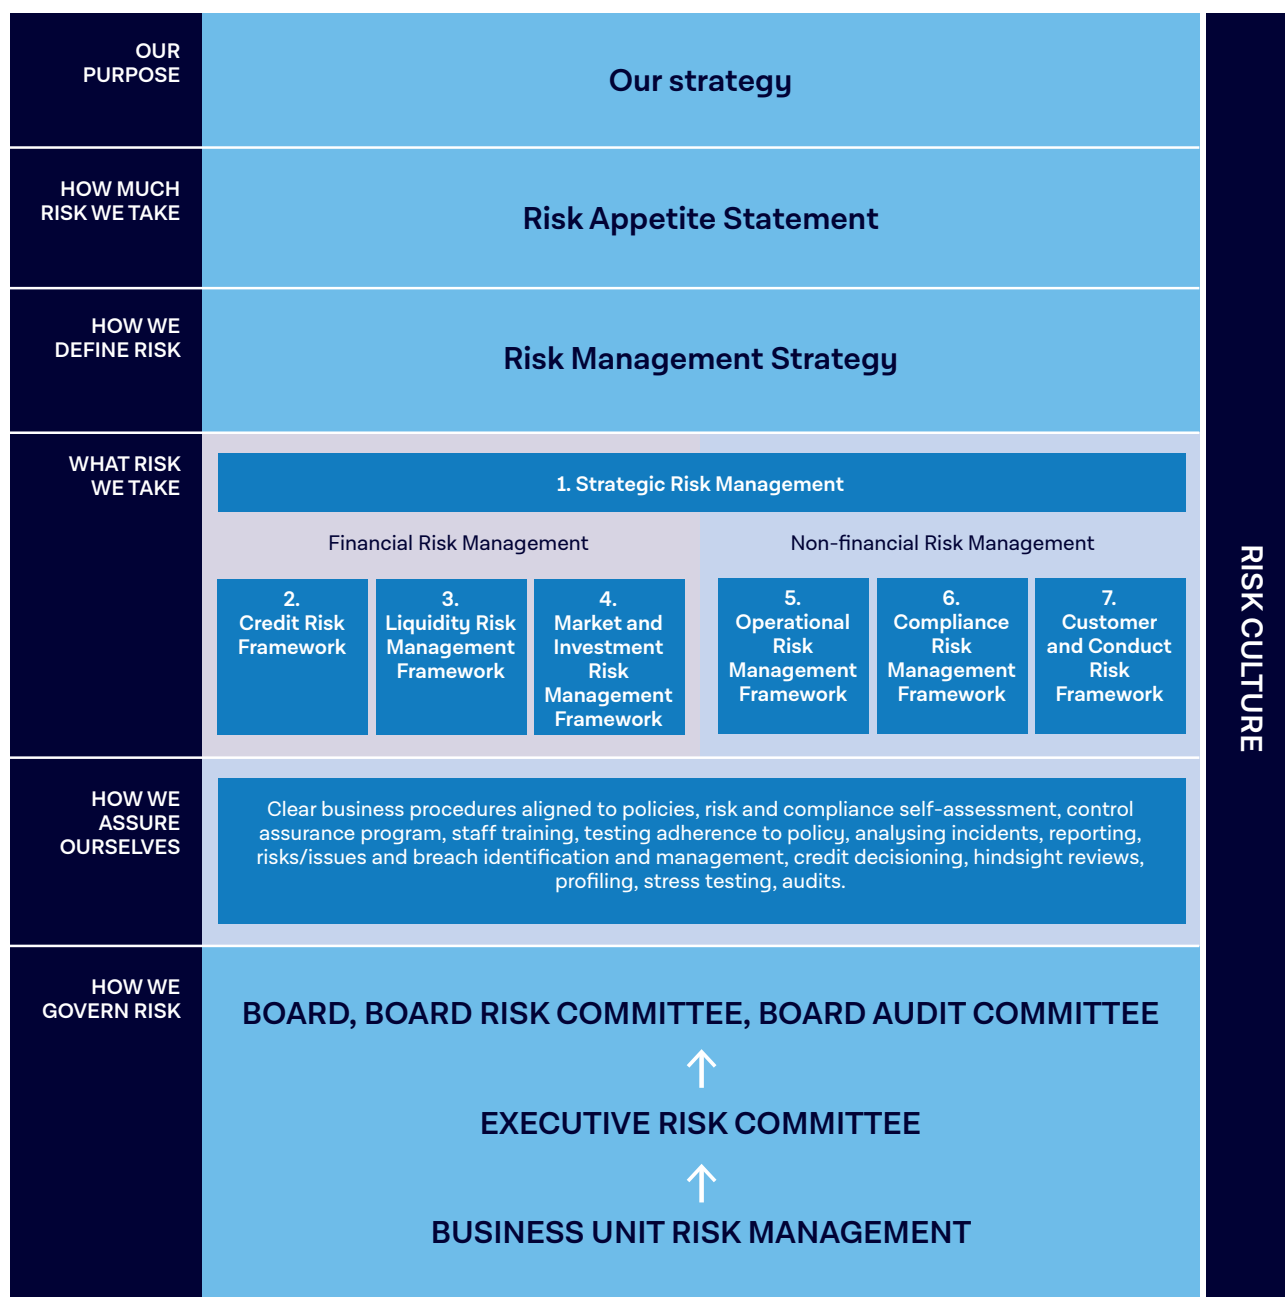 OUR
PURPOSE
Our strategy
HOW MUCH
RISK WE TAKE
Risk Appetite Statement
HOW WE
DEFINE RISK
Risk Management Strategy
WHAT RISK
WE TAKE
1. Strategic Risk Management
Financial Risk Management
2.
Credit Risk
Framework
3.
Liquidity Risk
Management
Framework
4.
Market and
Investment
Risk
Management
Framework
Non-financial Risk Management
5.
Operational
Risk
Management
Framework
6.
Compliance
Risk
Management
Framework
7.
Customer
and Conduct
Risk
Framework
HOW WE
ASSURE
OURSELVES
Clear business procedures aligned to policies, risk and compliance self-assessment, control
assurance program, staff training, testing adherence to policy, analysing incidents, reporting,
risks/issues and breach identification and management, credit decisioning, hindsight reviews,
profiling, stress testing, audits.
HOW WE
GOVERN RISK
BOARD, BOARD RISK COMMITTEE, BOARD AUDIT COMMITTEE
EXECUTIVE RISK COMMITTEE
BUSINESS UNIT RISK MANAGEMENT
RISK CULTURE